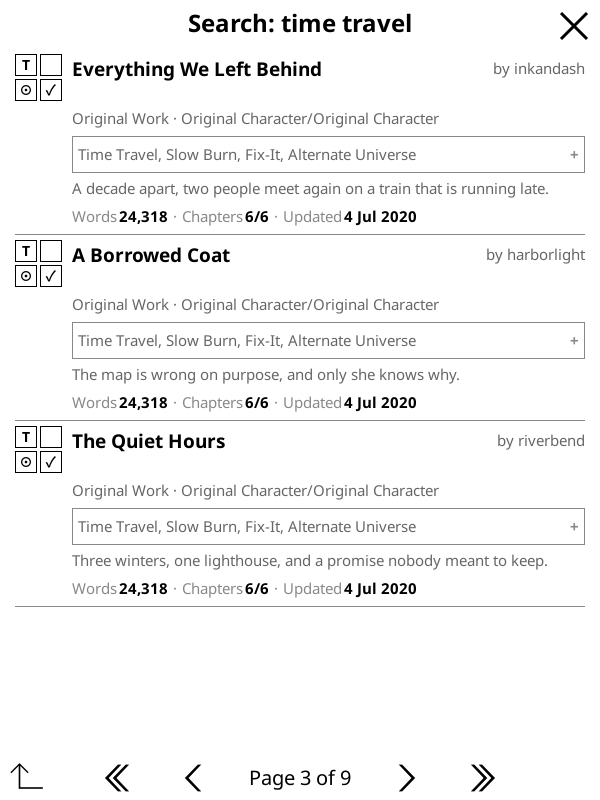 Search: time travel
T
Everything We Left Behind
by inkandash
Original Work · Original Character/Original Character
Time Travel, Slow Burn, Fix-It, Alternate Universe +
A decade apart, two people meet again on a train that is running late.
Words 24,318 · Chapters 6/6 · Updated 4 Jul 2020
T
A Borrowed Coat
by harborlight
Original Work · Original Character/Original Character
Time Travel, Slow Burn, Fix-It, Alternate Universe +
The map is wrong on purpose, and only she knows why.
Words 24,318 · Chapters 6/6 · Updated 4 Jul 2020
T
The Quiet Hours
by riverbend
Original Work · Original Character/Original Character
Time Travel, Slow Burn, Fix-It, Alternate Universe +
Three winters, one lighthouse, and a promise nobody meant to keep.
Words 24,318 · Chapters 6/6 · Updated 4 Jul 2020
Page 3 of 9